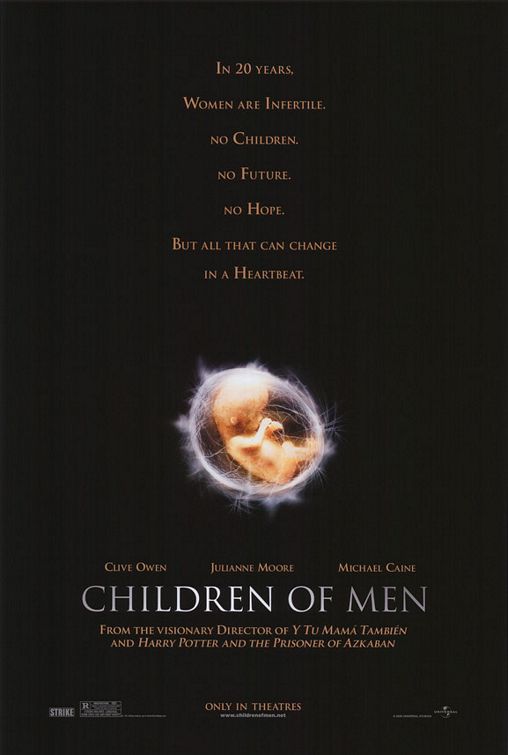 In 20 years,
Women are Infertile.
no Children.
no Future.
no Hope.
But all that can change
in a Heartbeat.
Clive Owen Julianne Moore Michael Caine
CHILDREN OF MEN
From the visionary Director of Y Tu Mamá También
and Harry Potter and the Prisoner of Azkaban
ONLY IN THEATRES
www.childrenofmen.net
STRIKE
R
UNIVERSAL